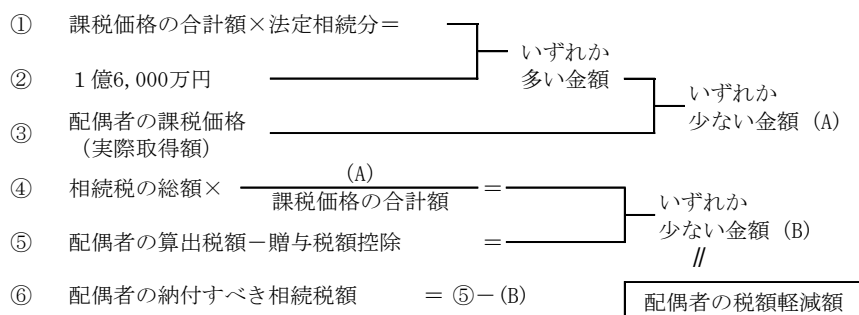 ① 課税価格の合計額×法定相続分＝
② １億6,000万円
いずれか
多い金額
③ 配偶者の課税価格
（実際取得額）
いずれか
少ない金額 (A)
④ 相続税の総額× (A)
課税価格の合計額 ＝
⑤ 配偶者の算出税額－贈与税額控除 ＝
いずれか
少ない金額 (B)
〃
⑥ 配偶者の納付すべき相続税額 ＝ ⑤－(B)
配偶者の税額軽減額